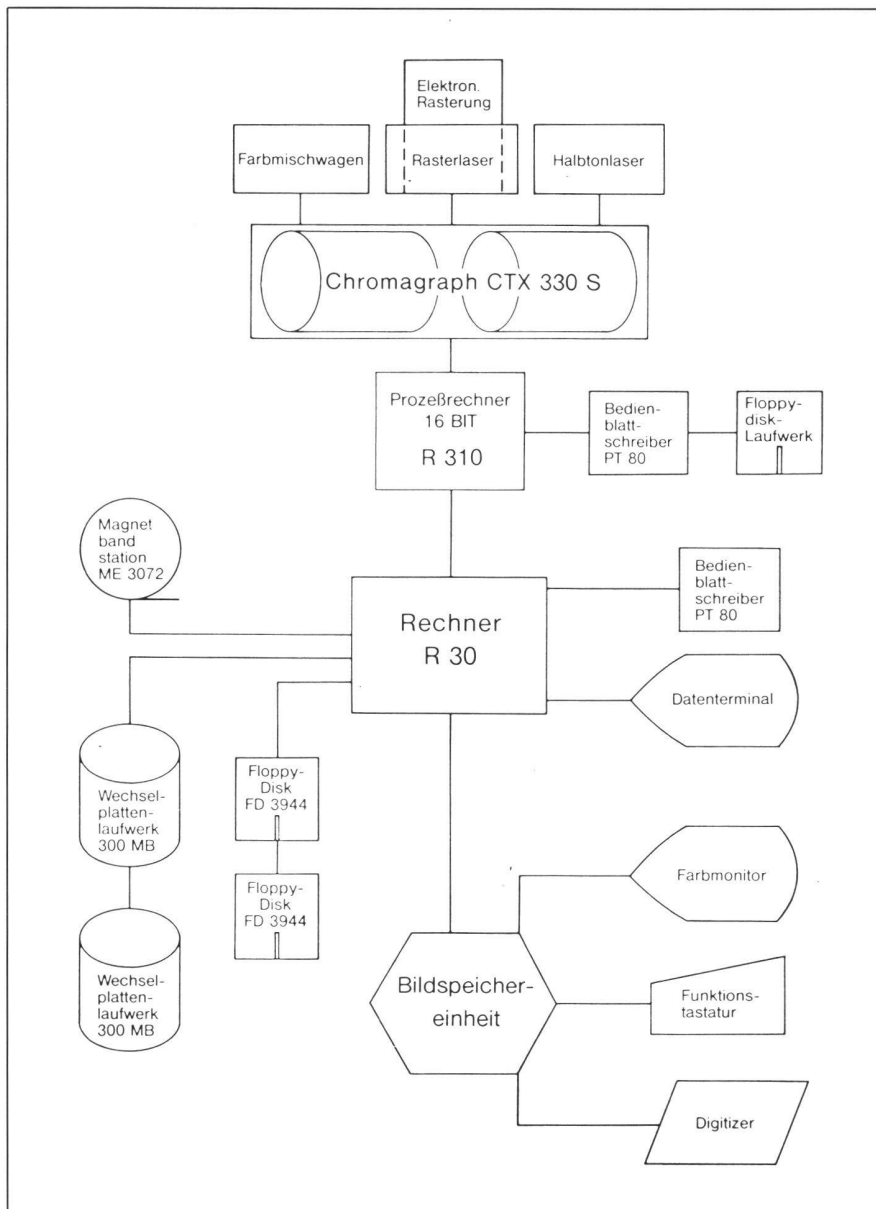 Elektron.
Rasterung
Farbmischwagen
Rasterlaser
Halbtonlaser
Chromagraph CTX 330 S
Prozeßrechner
16 BIT
R 310
Bedien-
blatt-
schreiber
PT 80
Floppy-
disk-
Laufwerk
Magnet
band
station
ME 3072
Rechner
R 30
Bedien-
blatt-
schreiber
PT 80
Datenterminal
Wechsel-
platten-
laufwerk
300 MB
Floppy-
Disk
FD 3944
Farbmonitor
Floppy-
Disk
FD 3944
Wechsel-
platten-
laufwerk
300 MB
Bildspeicher-
einheit
Funktions-
tastatur
Digitizer